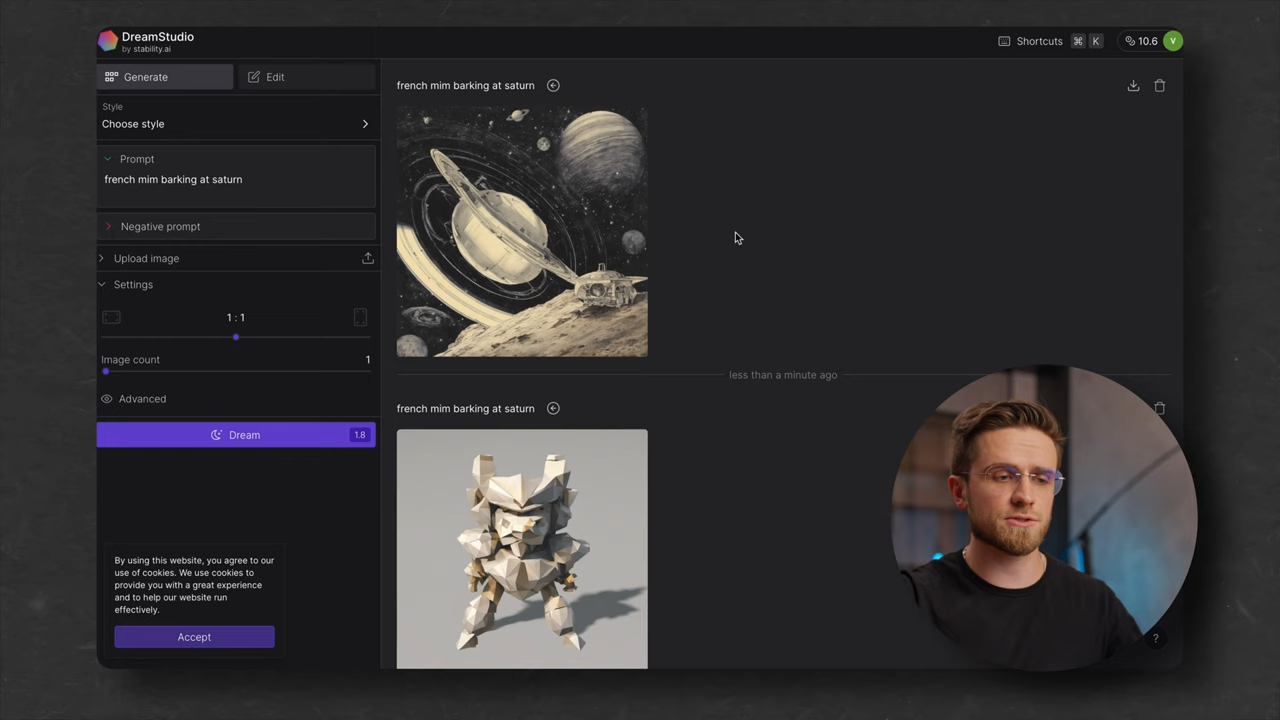 DreamStudio
by stability.ai
Shortcuts ⌘ K
10.6
V
Generate
Edit
Style
Choose style
Prompt
french mim barking at saturn
Negative prompt
Upload image
Settings
1 : 1
Image count
1
Advanced
Dream
1.8
By using this website, you agree to our
use of cookies. We use cookies to
provide you with a great experience
and to help our website run
effectively.
Accept
french mim barking at saturn
less than a minute ago
french mim barking at saturn
?